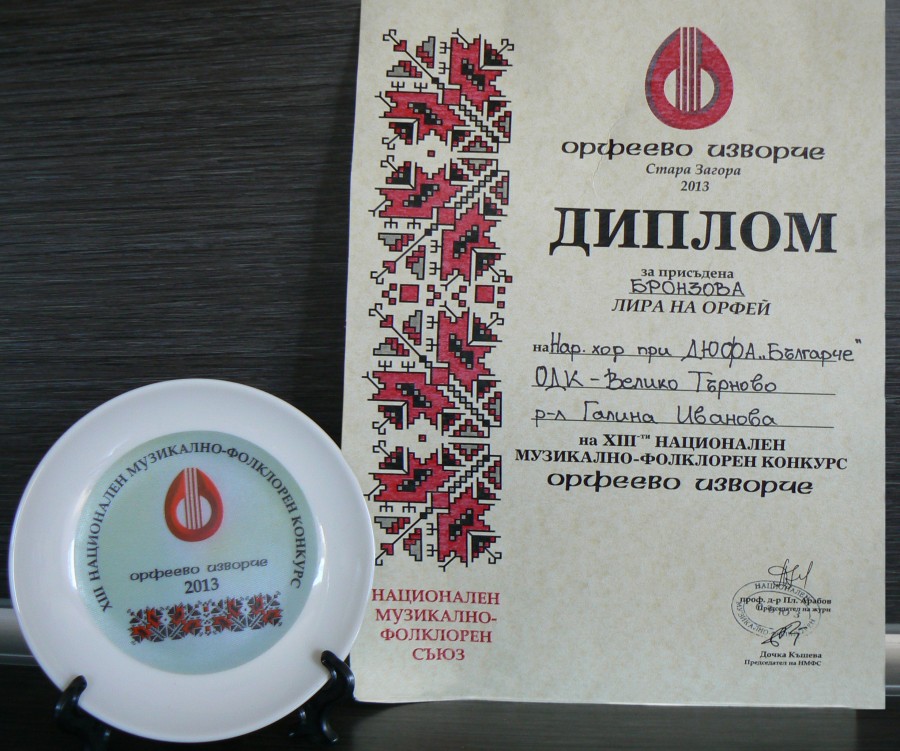 орфеево изворче
Стара Загора
2013
ДИПЛОМ
за присъдена
БРОНЗОВА
ЛИРА НА ОРФЕЙ
на Нар. хор при ДЮФА „Българче“
ОДК - Велико Търново
р-л Галина Иванова
на XIII-ти НАЦИОНАЛЕН
МУЗИКАЛНО-ФОЛКЛОРЕН КОНКУРС
орфеево изворче
НАЦИОНАЛЕН
МУЗИКАЛНО-
ФОЛКЛОРЕН
СЪЮЗ
проф. д-р Пл. Арабов
Председател на жури
Дочка Къшева
Председател на НМФС
XIII НАЦИОНАЛЕН МУЗИКАЛНО-ФОЛКЛОРЕН КОНКУРС
орфеево изворче
2013